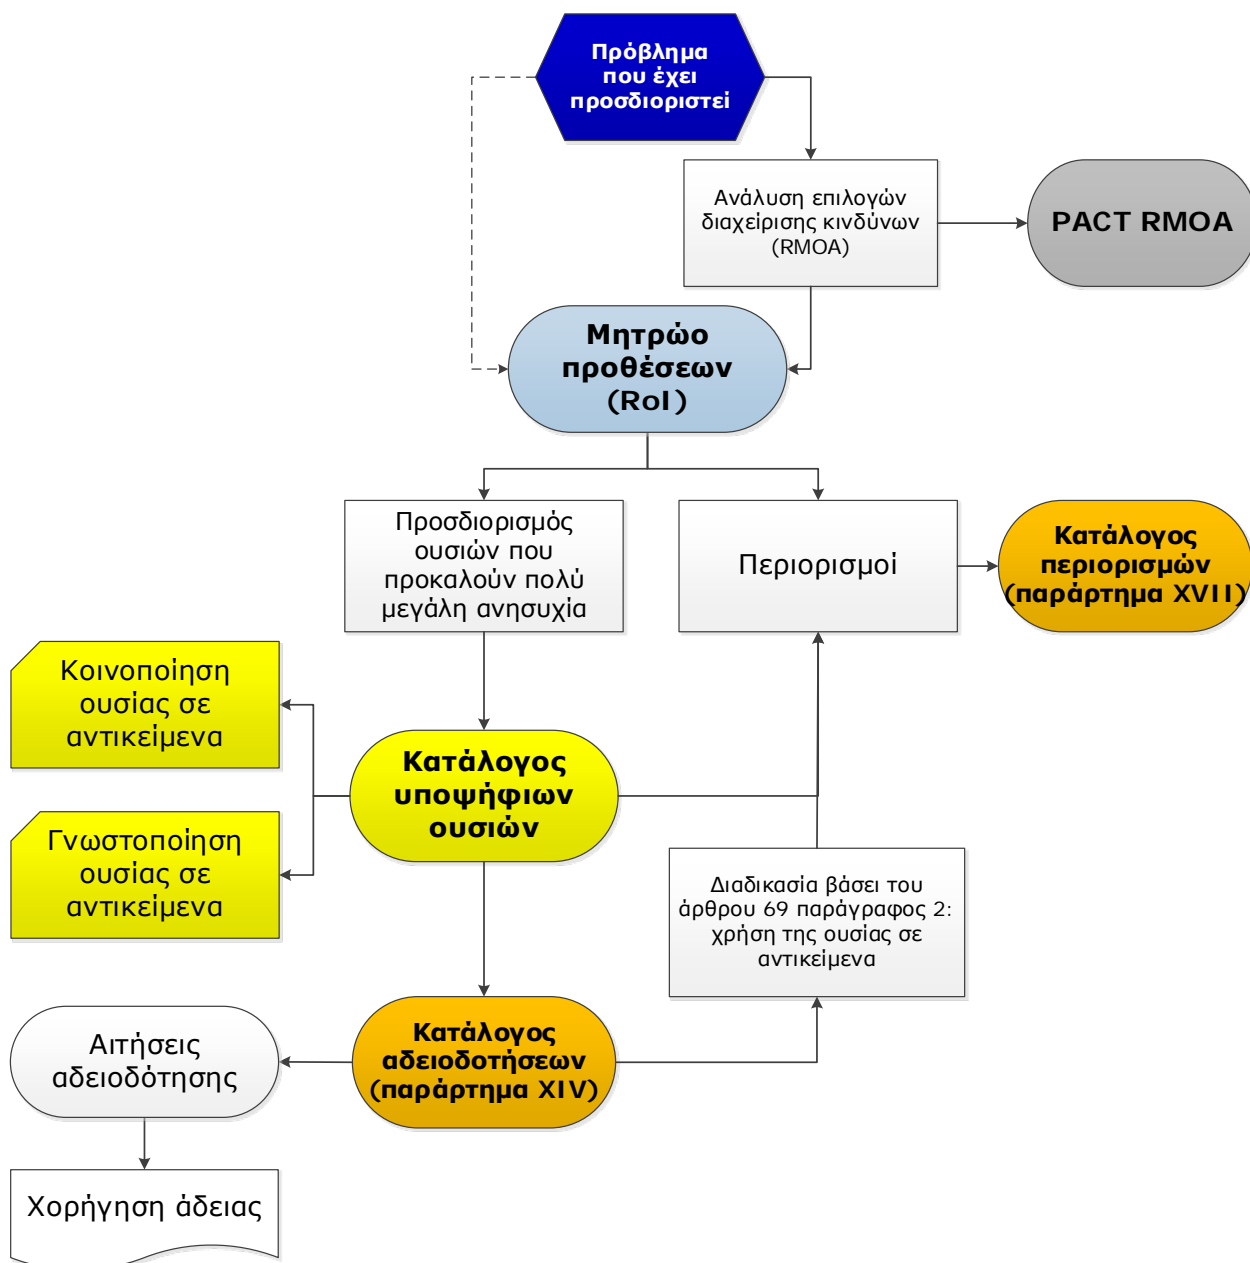 Πρόβλημα
που έχει
προσδιοριστεί
Ανάλυση επιλογών
διαχείρισης κινδύνων
(RMOA)
PACT RMOA
Μητρώο
προθέσεων
(RoI)
Προσδιορισμός
ουσιών που
προκαλούν πολύ
μεγάλη ανησυχία
Περιορισμοί
Κατάλογος
περιορισμών
(παράρτημα XVII)
Κοινοποίηση
ουσίας σε
αντικείμενα
Κατάλογος
υποψήφιων
ουσιών
Γνωστοποίηση
ουσίας σε
αντικείμενα
Διαδικασία βάσει του
άρθρου 69 παράγραφος 2:
χρήση της ουσίας σε
αντικείμενα
Αιτήσεις
αδειοδότησης
Κατάλογος
αδειοδοτήσεων
(παράρτημα XIV)
Χορήγηση άδειας